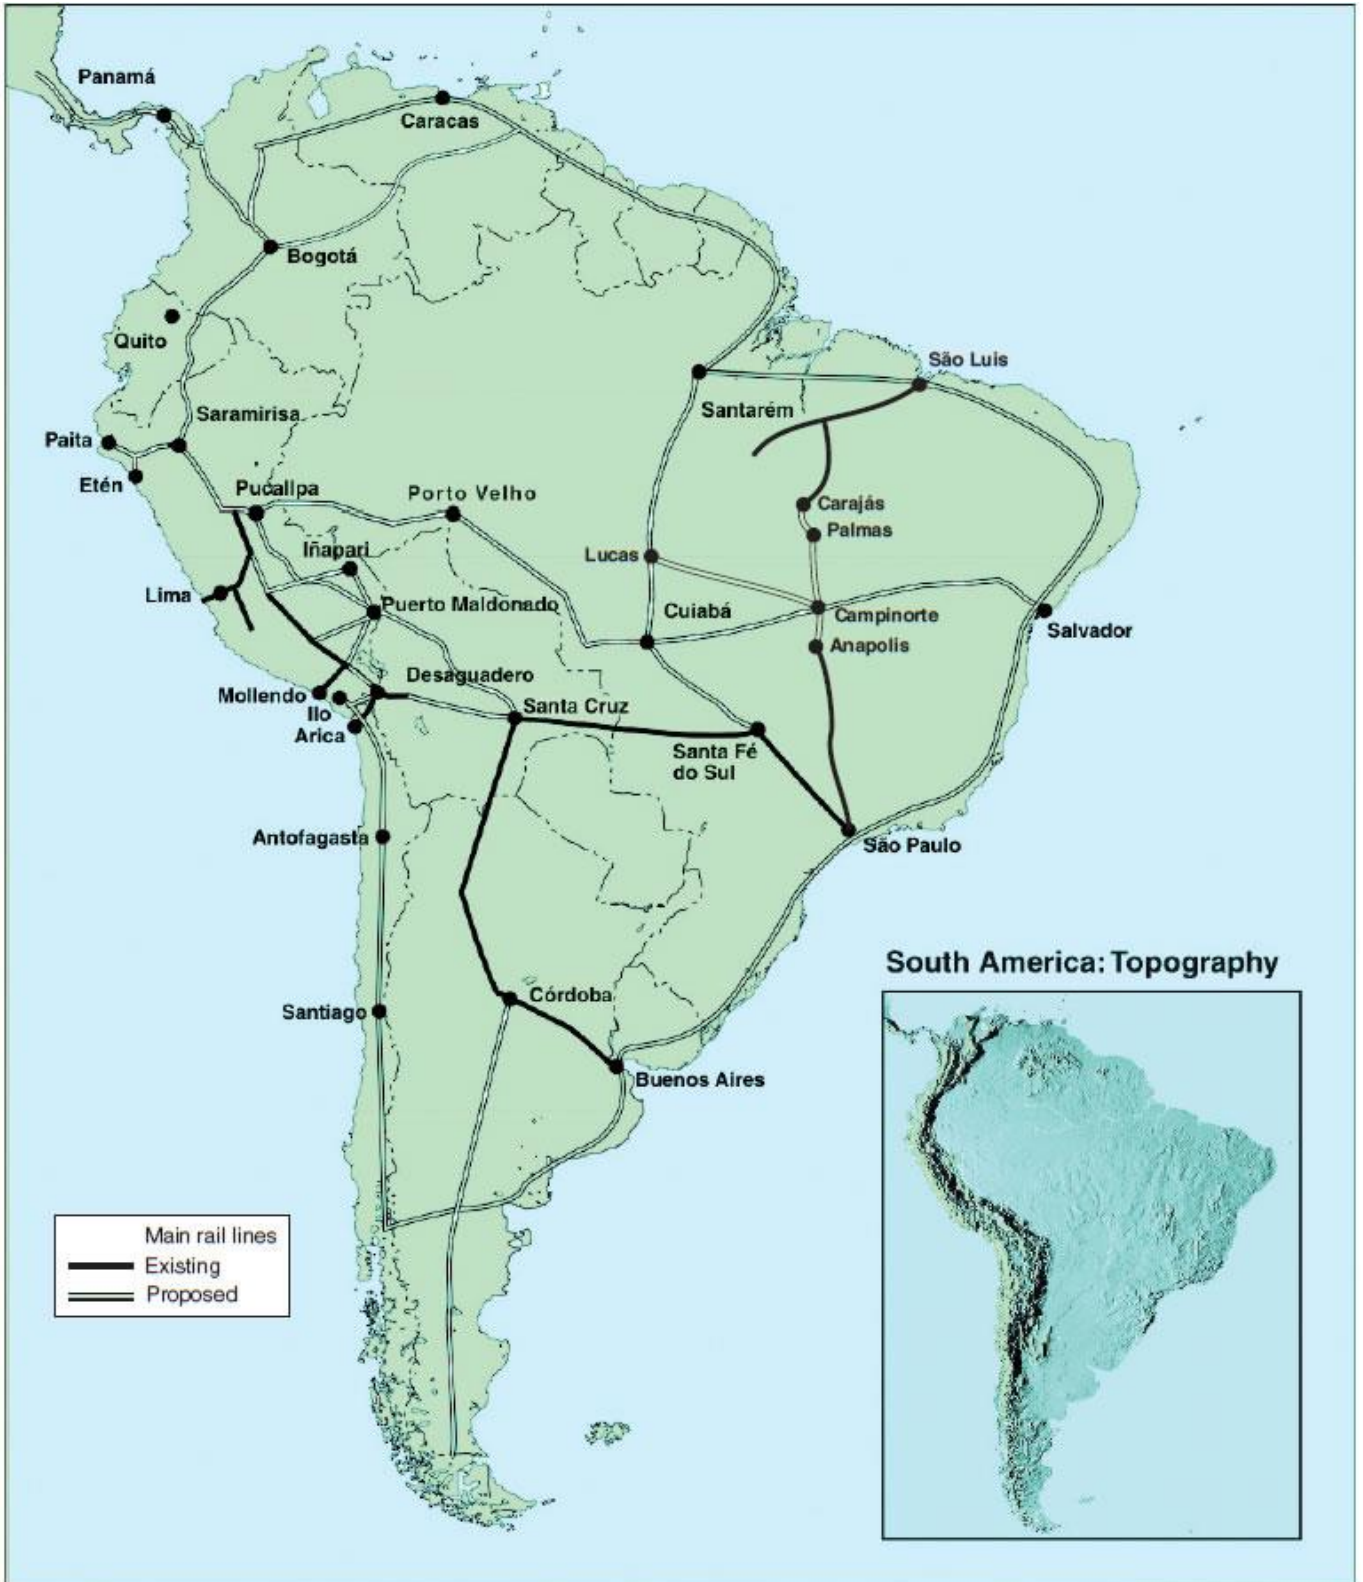 Panamá
Caracas
Bogotá
Quito
São Luis
Santarém
Saramirisa
Paita
Etén
Pucallpa
Porto Velho
Carajás
Palmas
Iñapari
Lucas
Lima
Puerto Maldonado
Cuiabá
Campinorte
Salvador
Anapolis
Desaguadero
Mollendo
Ilo
Arica
Santa Cruz
Santa Fé
do Sul
Antofagasta
São Paulo
South America: Topography
Córdoba
Santiago
Buenos Aires
Main rail lines
Existing
Proposed